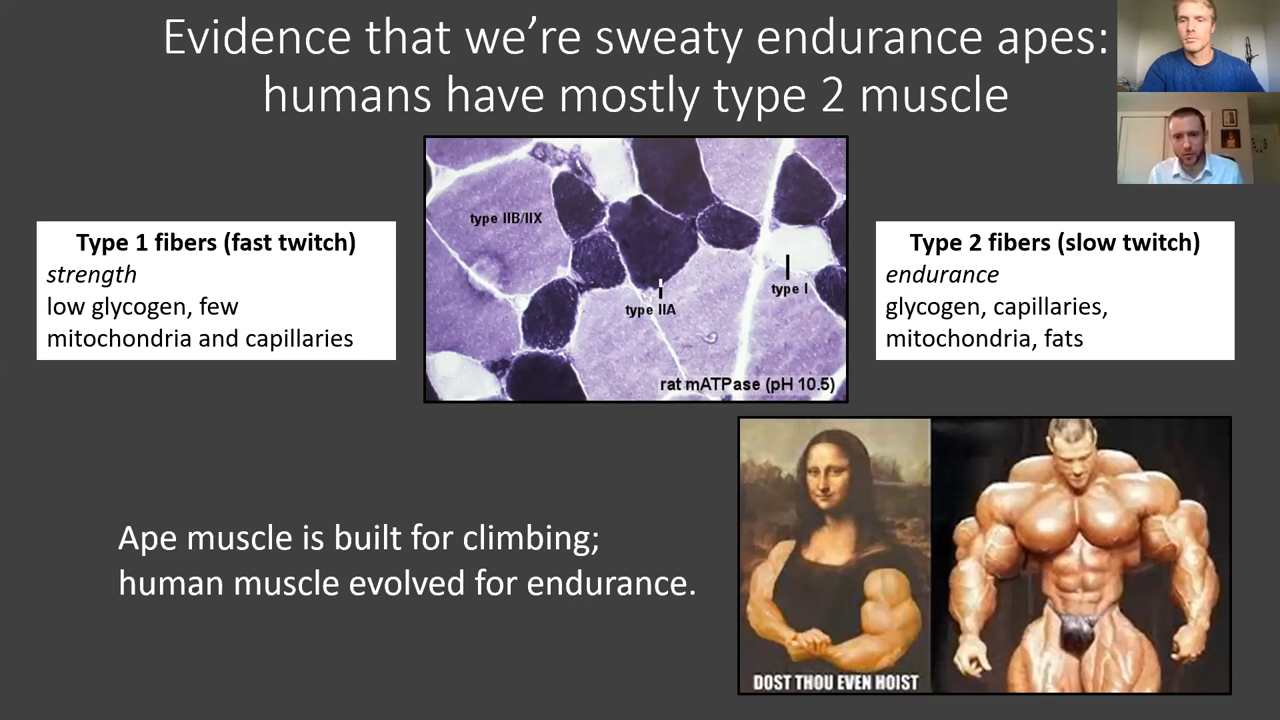 Evidence that we're sweaty endurance apes:
humans have mostly type 2 muscle
Type 1 fibers (fast twitch)
strength
low glycogen, few
mitochondria and capillaries
type IIB/IIX
type IIA
type I
rat mATPase (pH 10.5)
Type 2 fibers (slow twitch)
endurance
glycogen, capillaries,
mitochondria, fats
Ape muscle is built for climbing;
human muscle evolved for endurance.
DOST THOU EVEN HOIST